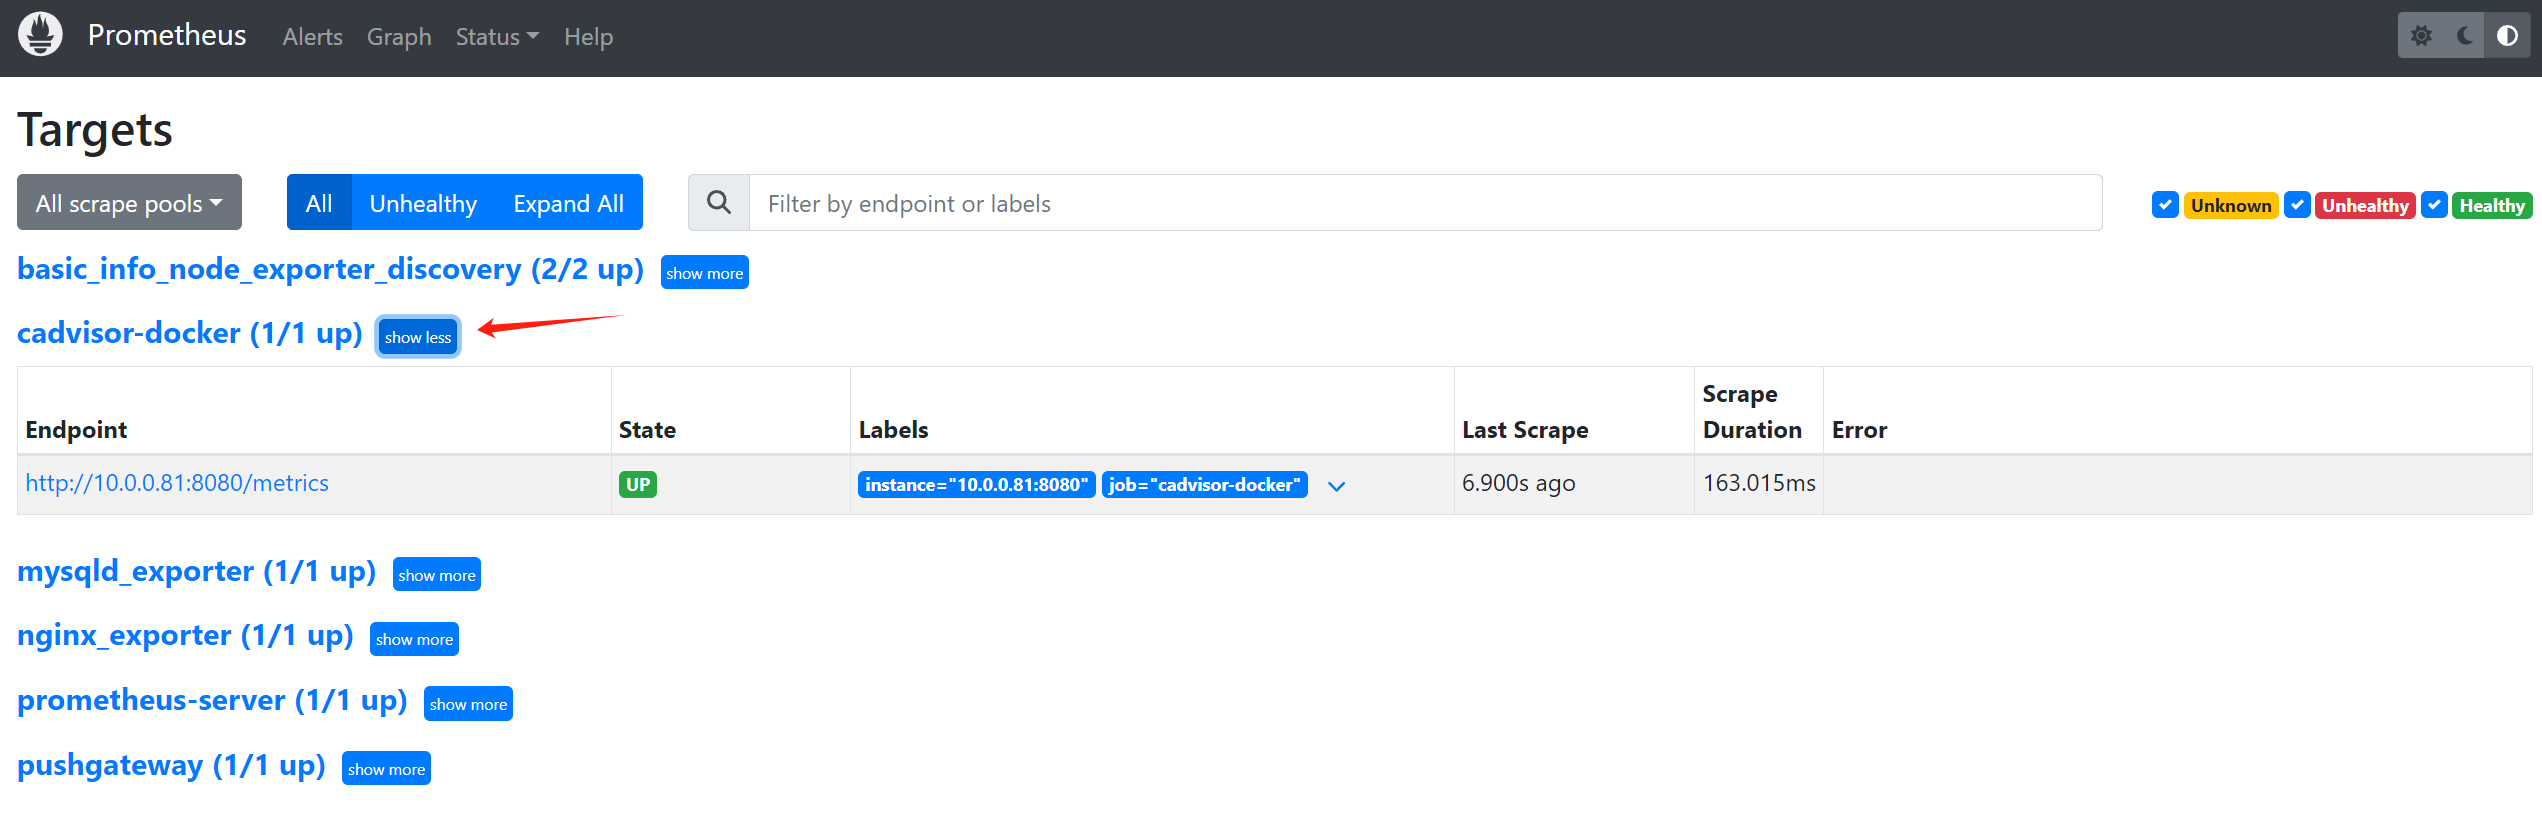 Prometheus Alerts Graph Status Help
Targets
All scrape pools All Unhealthy Expand All Filter by endpoint or labels Unknown Unhealthy Healthy
basic_info_node_exporter_discovery (2/2 up) show more
cadvisor-docker (1/1 up) show less
Endpoint State Labels Last Scrape Scrape Duration Error
http://10.0.0.81:8080/metrics UP instance="10.0.0.81:8080" job="cadvisor-docker" 6.900s ago 163.015ms
mysqld_exporter (1/1 up) show more
nginx_exporter (1/1 up) show more
prometheus-server (1/1 up) show more
pushgateway (1/1 up) show more